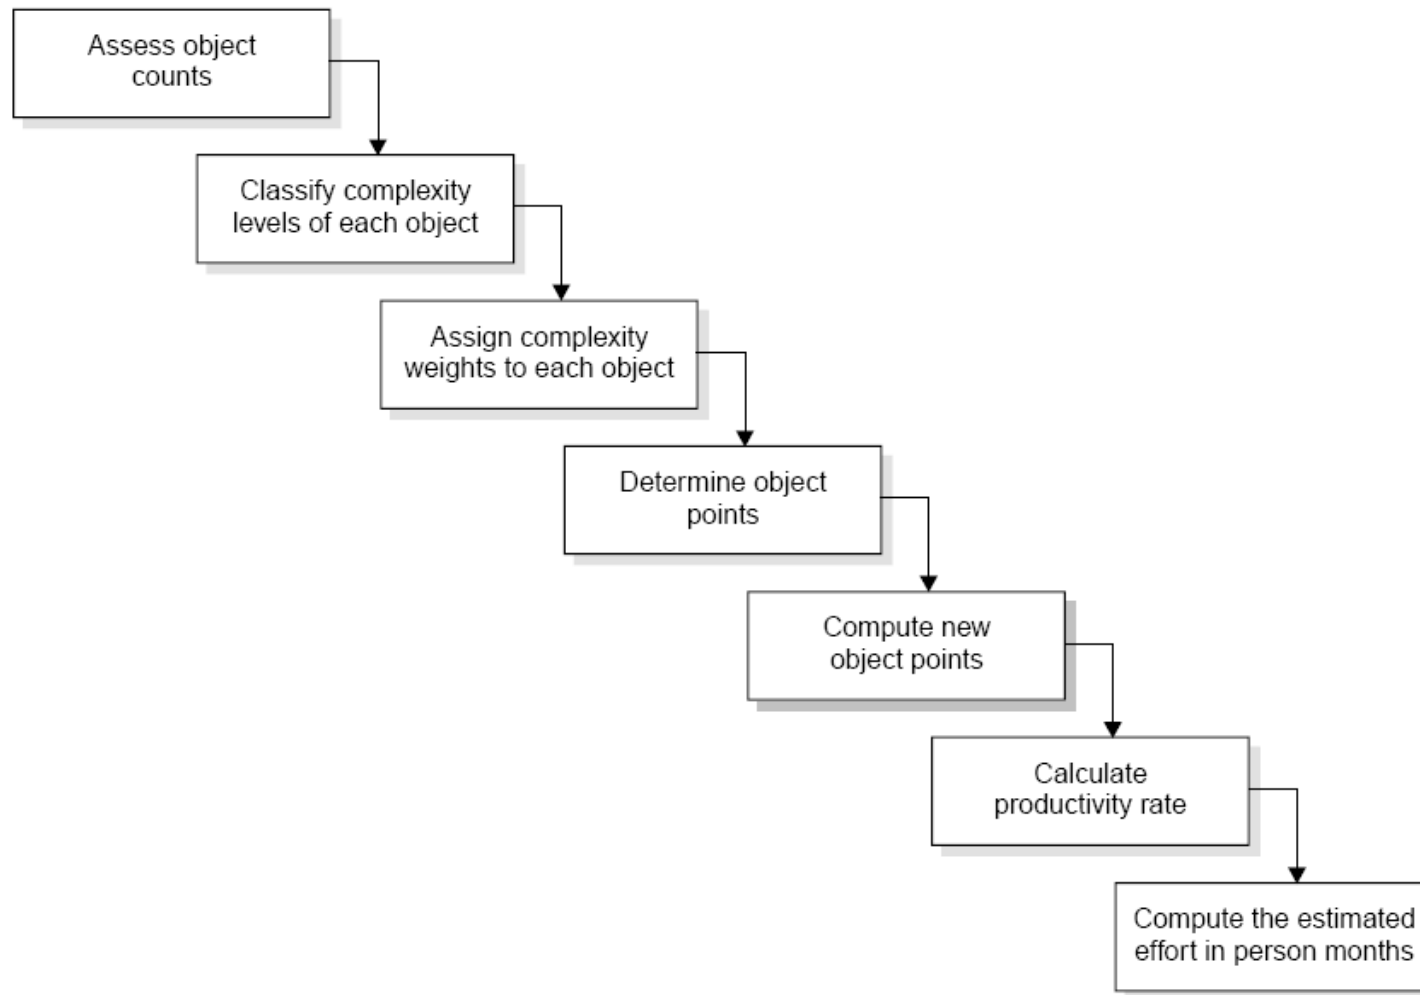 Assess object
counts
Classify complexity
levels of each object
Assign complexity
weights to each object
Determine object
points
Compute new
object points
Calculate
productivity rate
Compute the estimated
effort in person months